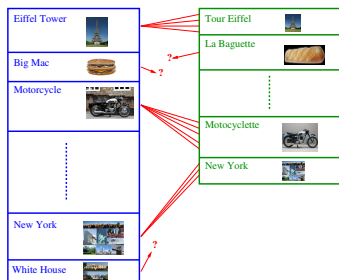 Eiffel Tower
Big Mac
?
Motorcycle
New York
?
White House
Tour Eiffel
La Baguette
?
Motocyclette
New York